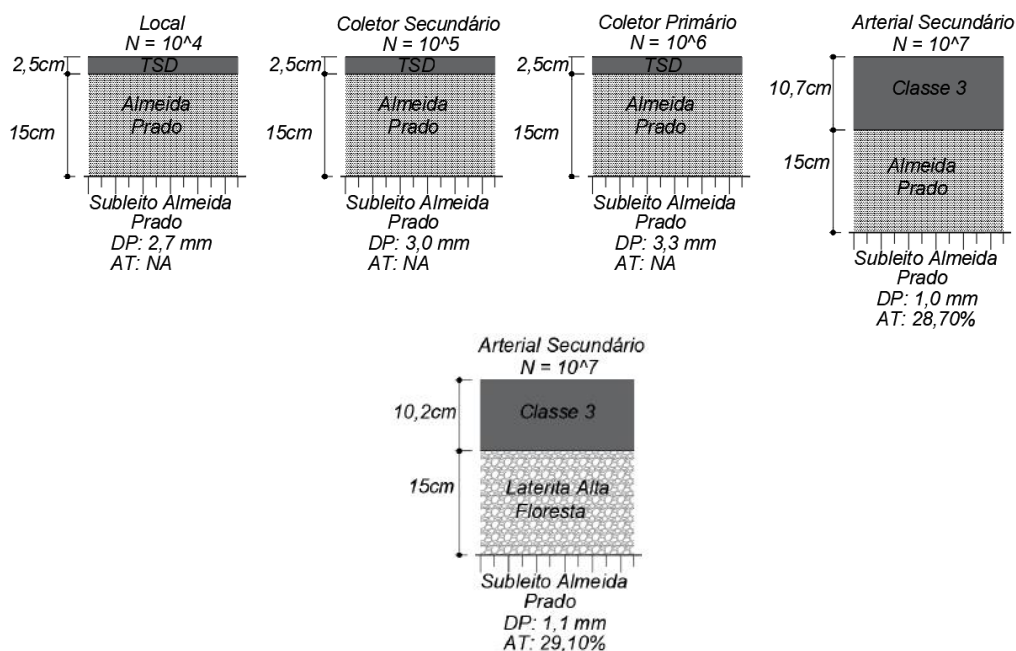 Local
N = 10^4
2,5cm
TSD
15cm
Almeida
Prado
Subleito Almeida
Prado
DP: 2,7 mm
AT: NA
Coletor Secundário
N = 10^5
2,5cm
TSD
15cm
Almeida
Prado
Subleito Almeida
Prado
DP: 3,0 mm
AT: NA
Coletor Primário
N = 10^6
2,5cm
TSD
15cm
Almeida
Prado
Subleito Almeida
Prado
DP: 3,3 mm
AT: NA
Arterial Secundário
N = 10^7
10,7cm
Classe 3
15cm
Almeida
Prado
Subleito Almeida
Prado
DP: 1,0 mm
AT: 28,70%
Arterial Secundário
N = 10^7
10,2cm
Classe 3
15cm
Laterita Alta
Floresta
Subleito Almeida
Prado
DP: 1,1 mm
AT: 29,10%